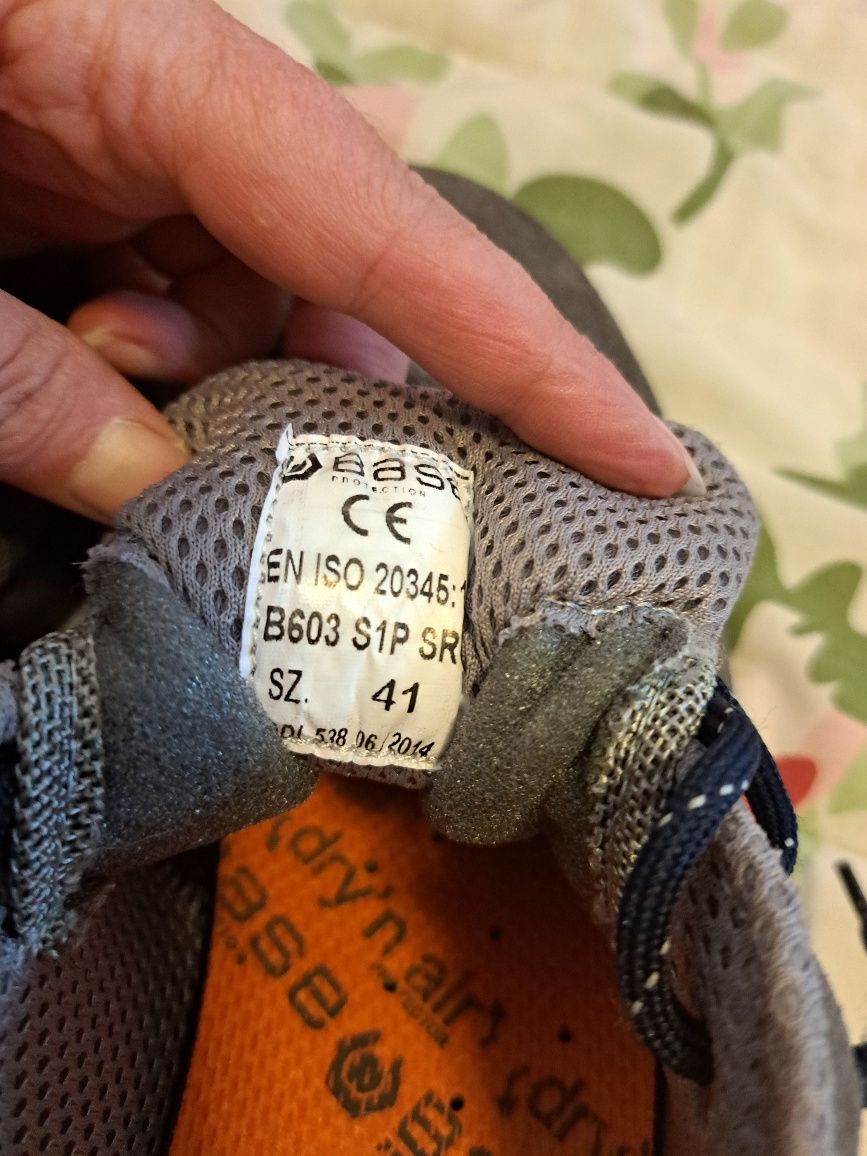 BASE
PROTECTION
CE
EN ISO 20345:
B603 S1P SR
SZ. 41
538 06/2014
dry'n air
Base
dry